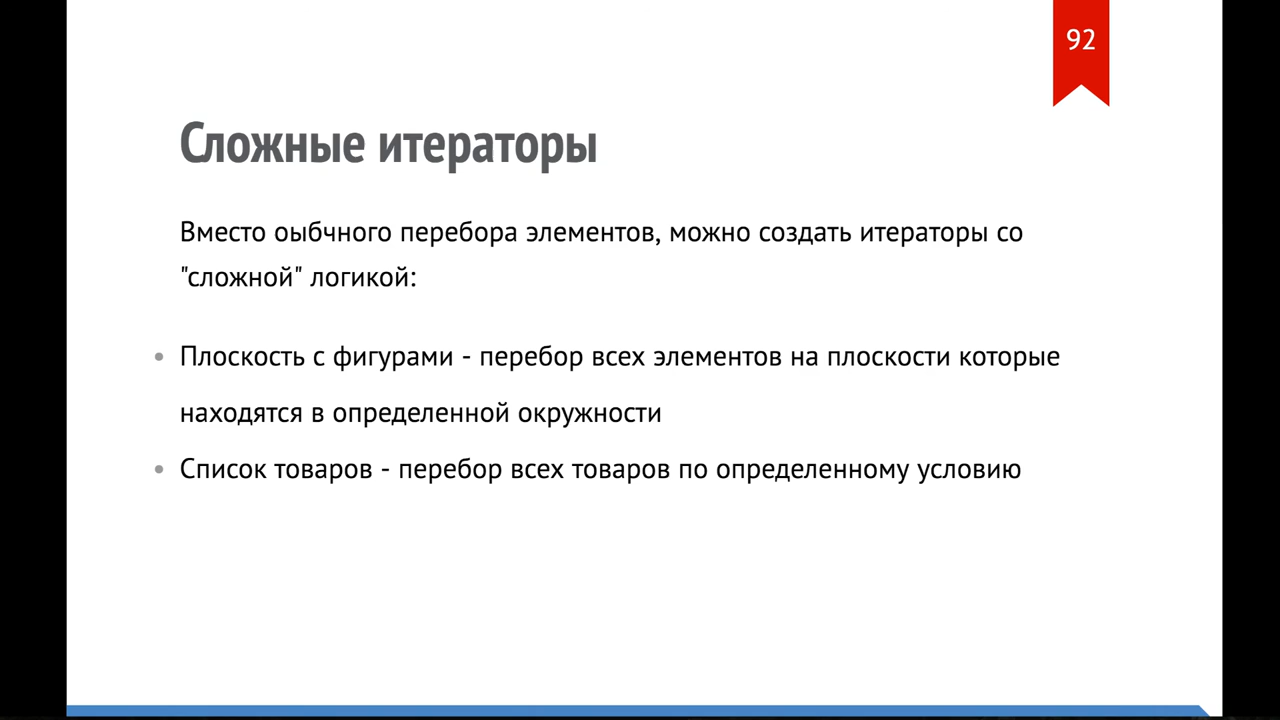 92
Сложные итераторы
Вместо оыбчного перебора элементов, можно создать итераторы со
"сложной" логикой:
• Плоскость с фигурами - перебор всех элементов на плоскости которые
находятся в определенной окружности
• Список товаров - перебор всех товаров по определенному условию